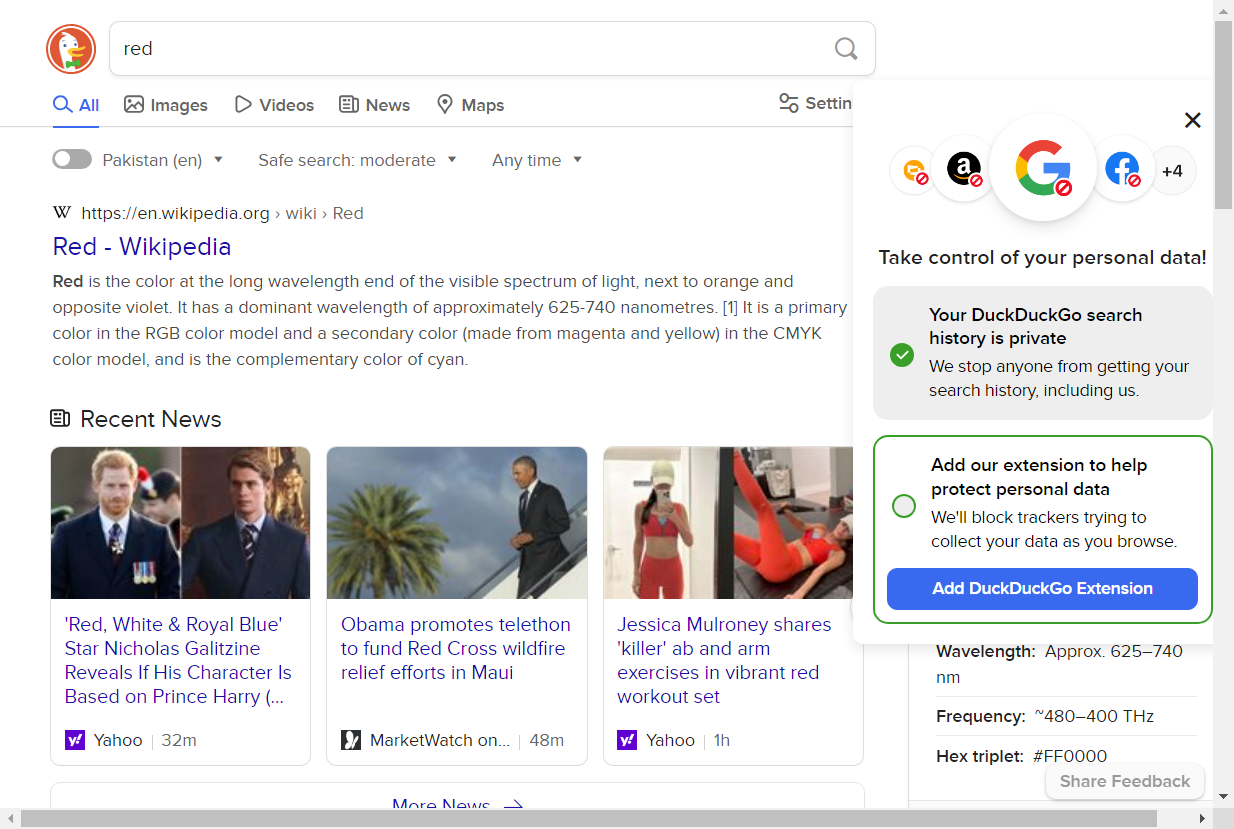 red
All
Images
Videos
News
Maps
Settin
Pakistan (en)
Safe search: moderate
Any time
W https://en.wikipedia.org › wiki › Red
Red - Wikipedia
Red is the color at the long wavelength end of the visible spectrum of light, next to orange and
opposite violet. It has a dominant wavelength of approximately 625-740 nanometres. [1] It is a primary
color in the RGB color model and a secondary color (made from magenta and yellow) in the CMYK
color model, and is the complementary color of cyan.
Recent News
'Red, White & Royal Blue'
Star Nicholas Galitzine
Reveals If His Character Is
Based on Prince Harry (...
y! Yahoo 32m
Obama promotes telethon
to fund Red Cross wildfire
relief efforts in Maui
MarketWatch on... 48m
Jessica Mulroney shares
'killer' ab and arm
exercises in vibrant red
workout set
y! Yahoo 1h
More News
+4
Take control of your personal data!
Your DuckDuckGo search
history is private
We stop anyone from getting your
search history, including us.
Add our extension to help
protect personal data
We'll block trackers trying to
collect your data as you browse.
Add DuckDuckGo Extension
Wavelength: Approx. 625–740
nm
Frequency: ~480–400 THz
Hex triplet: #FF0000
Share Feedback